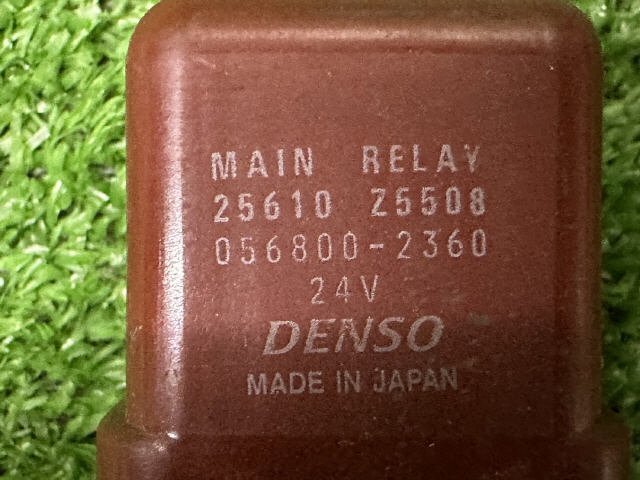 MAIN RELAY
25610 Z5508
056800-2360
24V
DENSO
MADE IN JAPAN